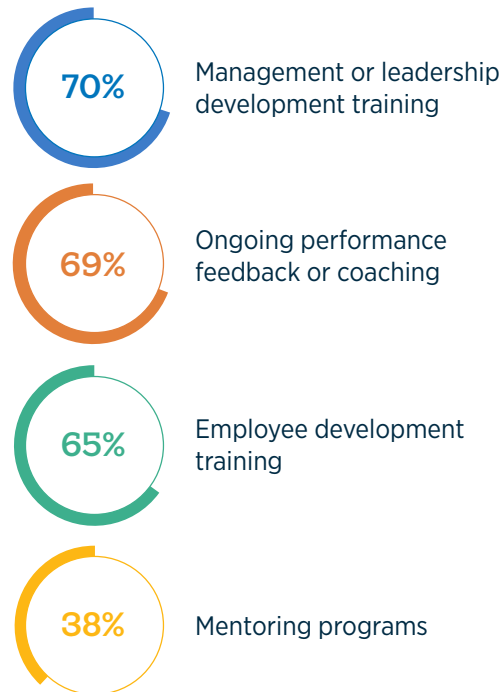 70%
Management or leadership
development training
69%
Ongoing performance
feedback or coaching
65%
Employee development
training
38%
Mentoring programs